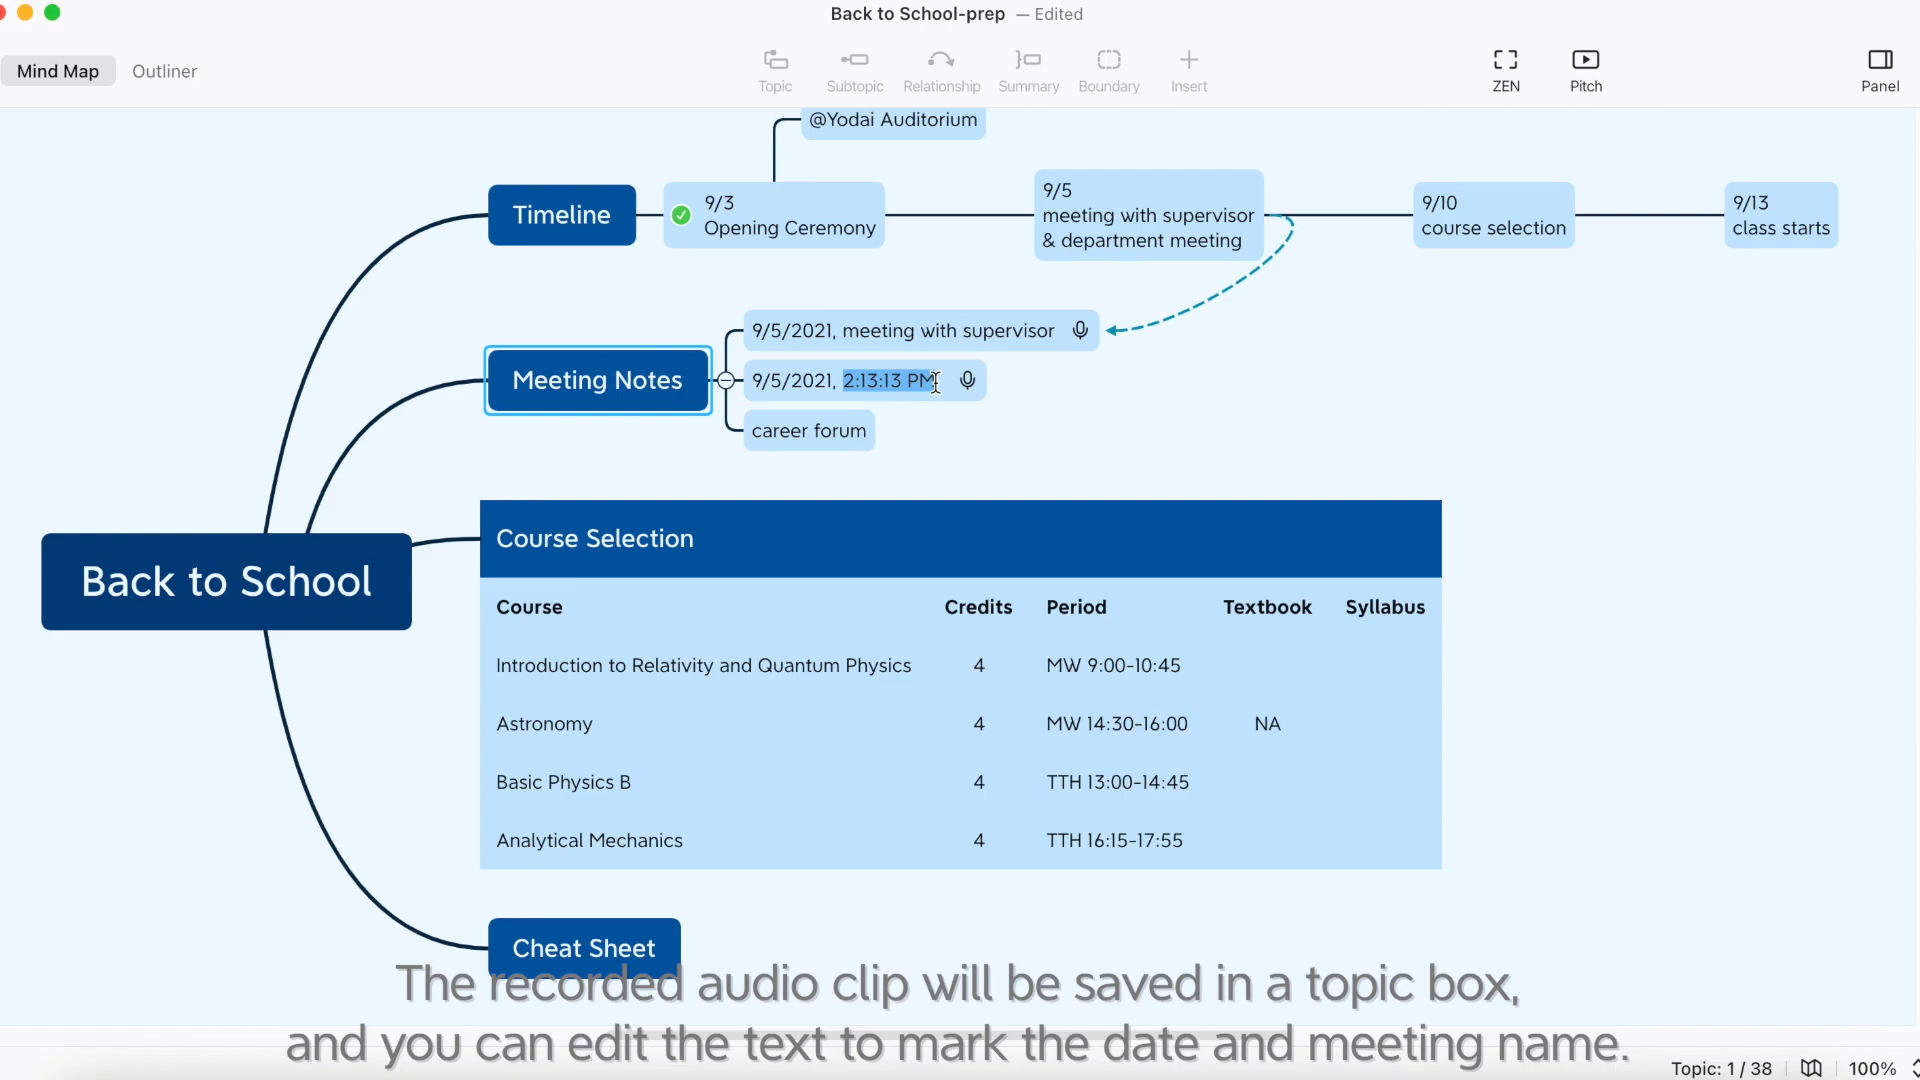 Back to School-prep — Edited
Mind Map Outliner
Topic Subtopic Relationship Summary Boundary Insert ZEN Pitch Panel
@Yodai Auditorium
Timeline
9/3
Opening Ceremony
9/5
meeting with supervisor
& department meeting
9/10
course selection
9/13
class starts
Meeting Notes
9/5/2021, meeting with supervisor
9/5/2021, 2:13:13 PM
career forum
Back to School
Course Selection
Course Credits Period Textbook Syllabus
Introduction to Relativity and Quantum Physics 4 MW 9:00-10:45
Astronomy 4 MW 14:30-16:00 NA
Basic Physics B 4 TTH 13:00-14:45
Analytical Mechanics 4 TTH 16:15-17:55
Cheat Sheet
The recorded audio clip will be saved in a topic box,
and you can edit the text to mark the date and meeting name.
Topic: 1 / 38 100%